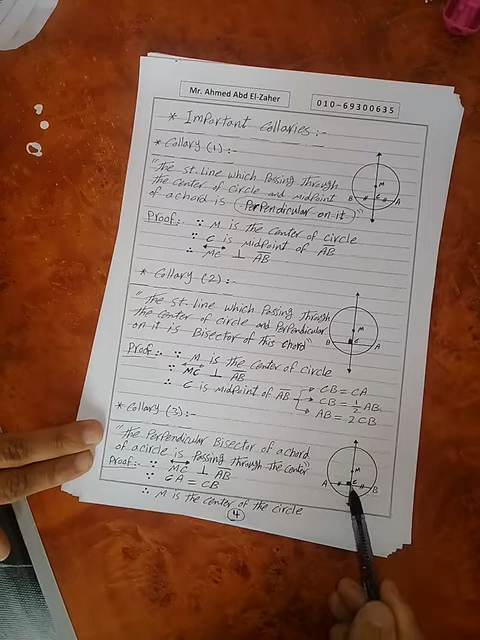 Mr. Ahmed Abd El-Zaher
010-69300635
* Important Collaries:-
* Collary (1):-
"the st. line which Passing through
the center of circle and midpoint
of a chord is (Perpendicular on it)"
M
B C A
Proof: ∵ M is the center of circle
∵ C is midpoint of AB
∴ MC ⊥ AB
* Collary (2):-
"the st. line which Passing through
the center of circle and Perpendicular
on it is Bisector of this chord"
M
B C A
Proof: ∵ M is the center of circle
∵ MC ⊥ AB
∴ C is midpoint of AB
CB = CA
CB = 1/2 AB
AB = 2 CB
* Collary (3):-
"the Perpendicular Bisector of a chord
of a circle is Passing through the center"
M
A C B
Proof: ∵ MC ⊥ AB
∵ CA = CB
∴ M is the center of the circle
4